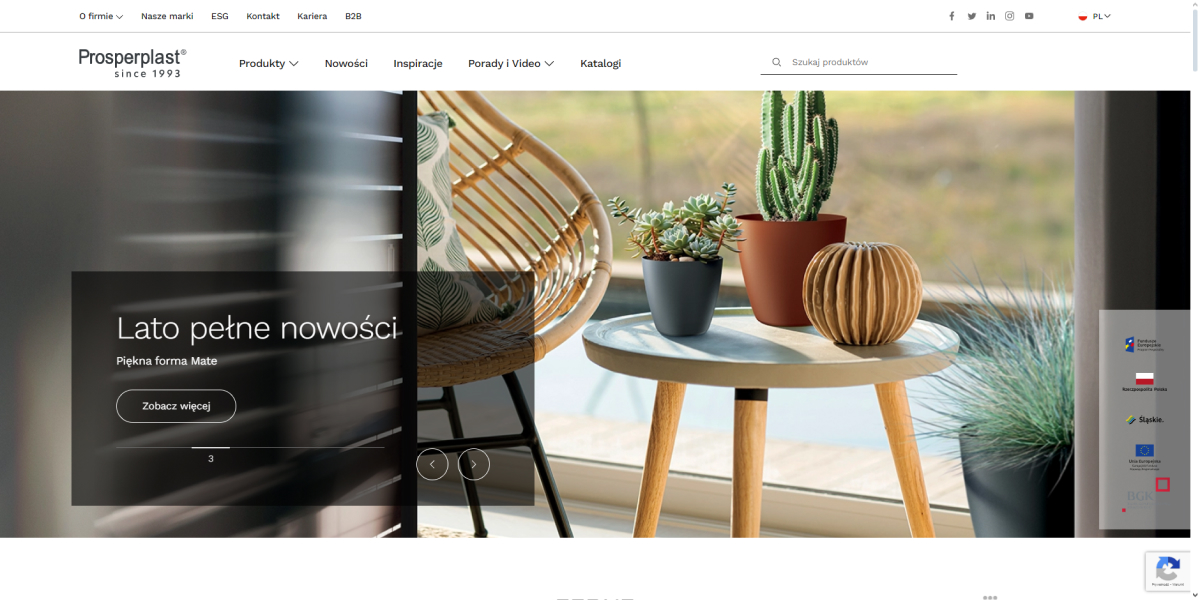 O firmie
Nasze marki
ESG
Kontakt
Kariera
B2B
PL
Prosperplast®
since 1993
Produkty
Nowości
Inspiracje
Porady i Video
Katalogi
Szukaj produktów
Lato pełne nowości
Piękna forma Mate
Zobacz więcej
3
Fundusze
Europejskie
Rzeczpospolita Polska
Śląskie.
Unia Europejska
BGK